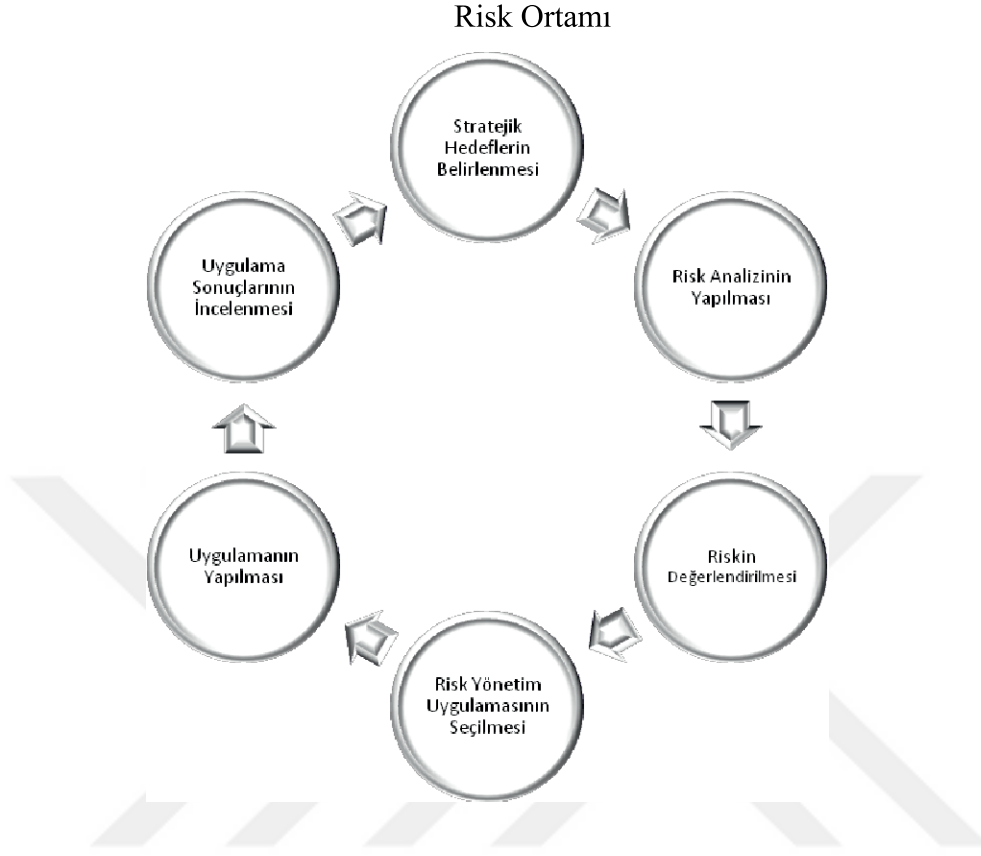 Risk Ortamı
Stratejik
Hedeflerin
Belirlenmesi
Risk Analizinin
Yapılması
Riskin
Değerlendirilmesi
Risk Yönetim
Uygulamasının
Seçilmesi
Uygulamanın
Yapılması
Uygulama
Sonuçlarının
İncelenmesi